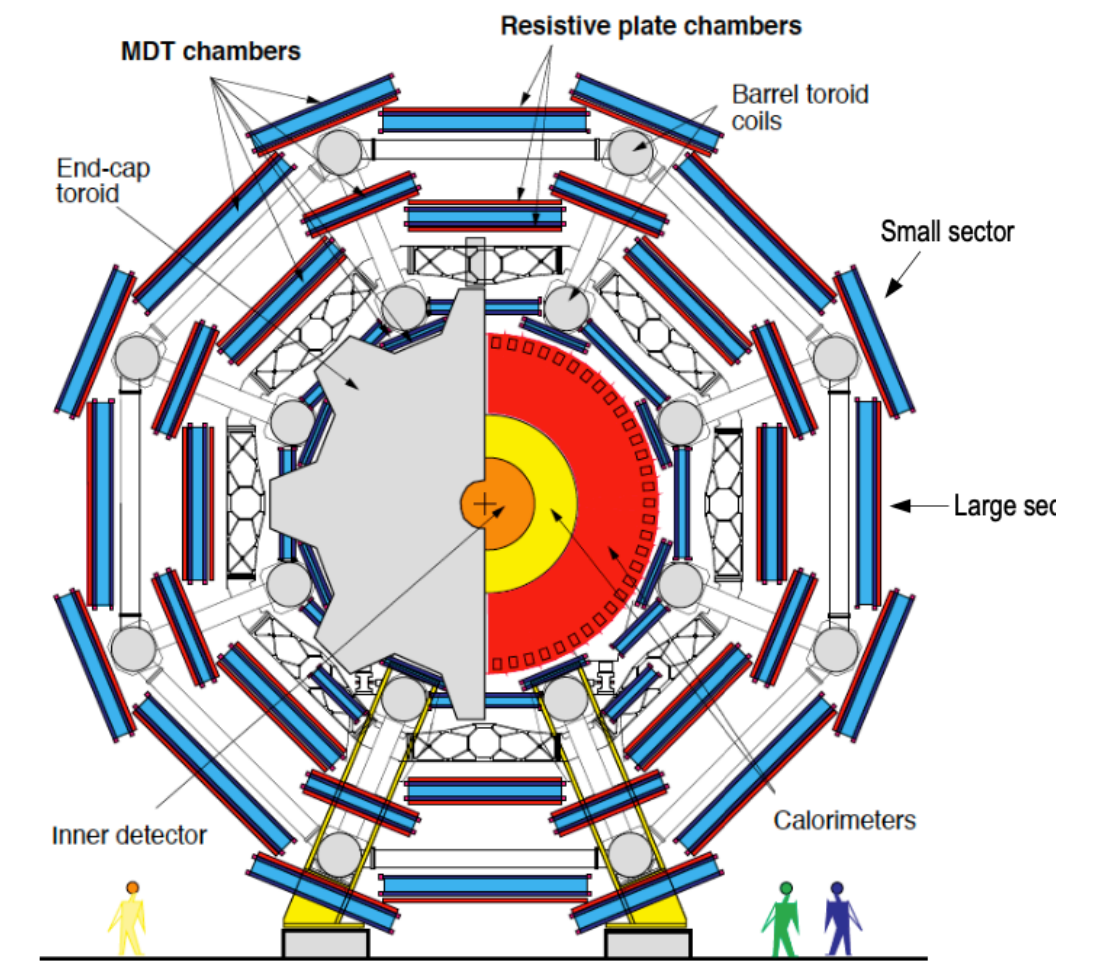 Resistive plate chambers
MDT chambers
Barrel toroid
coils
End-cap
toroid
Small sector
Large sec
Inner detector
Calorimeters